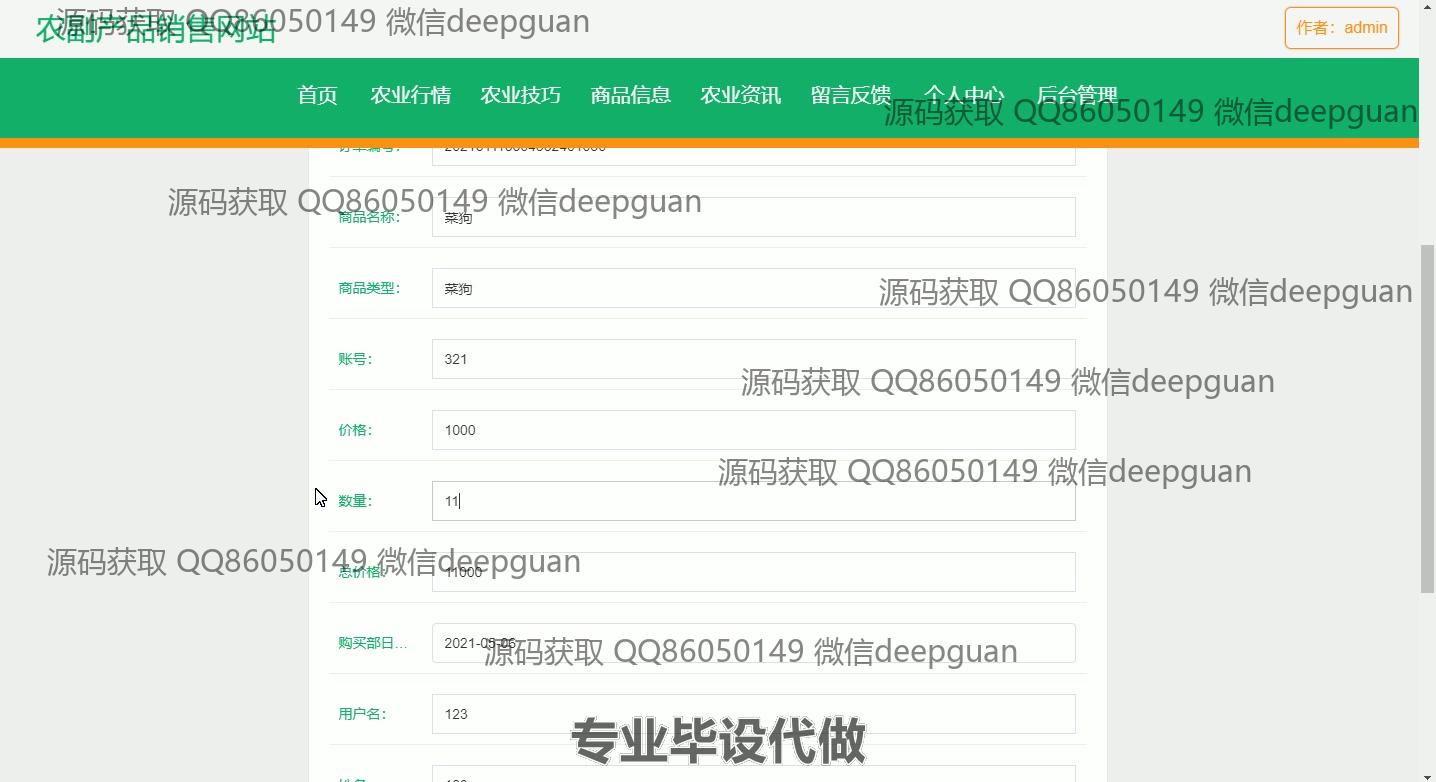 农副产品销售网站
源码获取 QQ86050149 微信deepguan
作者：admin
首页 农业行情 农业技巧 商品信息 农业资讯 留言反馈 个人中心 后台管理
源码获取 QQ86050149 微信deepguan
源码获取 QQ86050149 微信deepguan
商品名称： 菜狗
商品类型： 菜狗
源码获取 QQ86050149 微信deepguan
账号： 321
源码获取 QQ86050149 微信deepguan
价格： 1000
源码获取 QQ86050149 微信deepguan
数量： 11
源码获取 QQ86050149 微信deepguan
总价格： 11000
购买部日... 2021-05-06
源码获取 QQ86050149 微信deepguan
用户名： 123
专业毕设代做